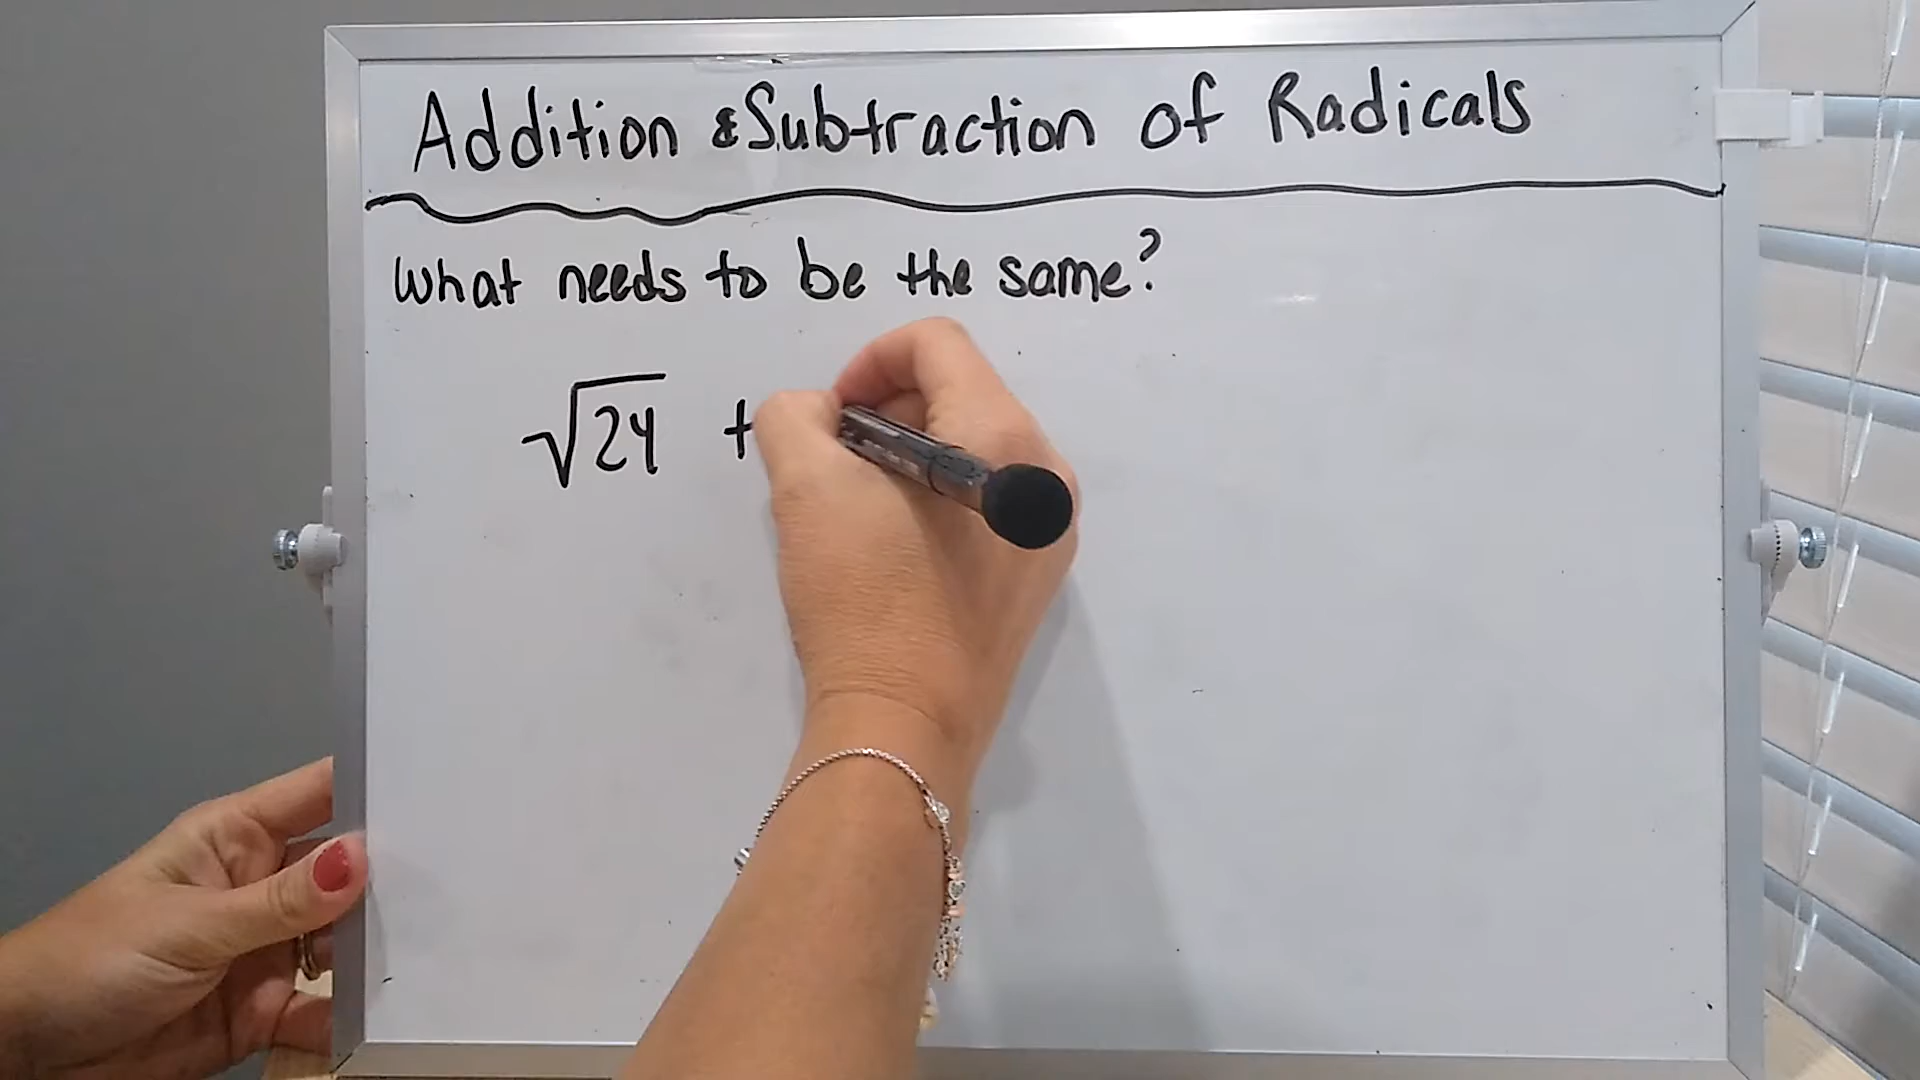 Addition & Subtraction of Radicals
What needs to be the same?
√24 +